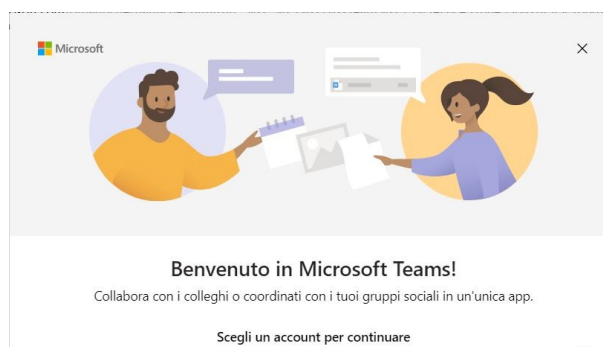 Microsoft
Benvenuto in Microsoft Teams!
Collabora con i colleghi o coordinati con i tuoi gruppi sociali in un'unica app.
Scegli un account per continuare